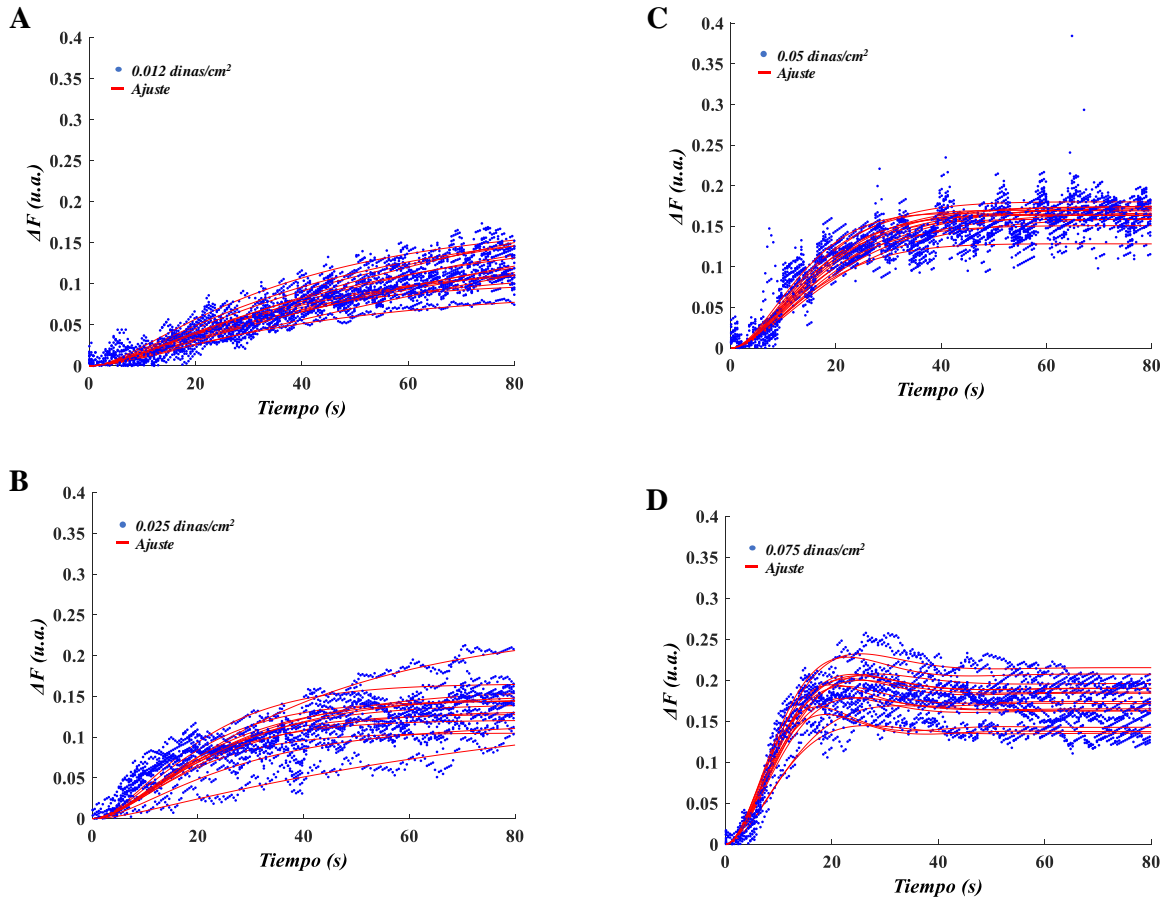 A
0.4
0.35
0.3
0.25
0.2
0.15
0.1
0.05
0
0.012 dinas/cm²
Ajuste
ΔF (u.a.)
0 20 40 60 80
Tiempo (s)
B
0.4
0.35
0.3
0.25
0.2
0.15
0.1
0.05
0
0.025 dinas/cm²
Ajuste
ΔF (u.a.)
0 20 40 60 80
Tiempo (s)
C
0.4
0.35
0.3
0.25
0.2
0.15
0.1
0.05
0
0.05 dinas/cm²
Ajuste
ΔF (u.a.)
0 20 40 60 80
Tiempo (s)
D
0.4
0.35
0.3
0.25
0.2
0.15
0.1
0.05
0
0.075 dinas/cm²
Ajuste
ΔF (u.a.)
0 20 40 60 80
Tiempo (s)